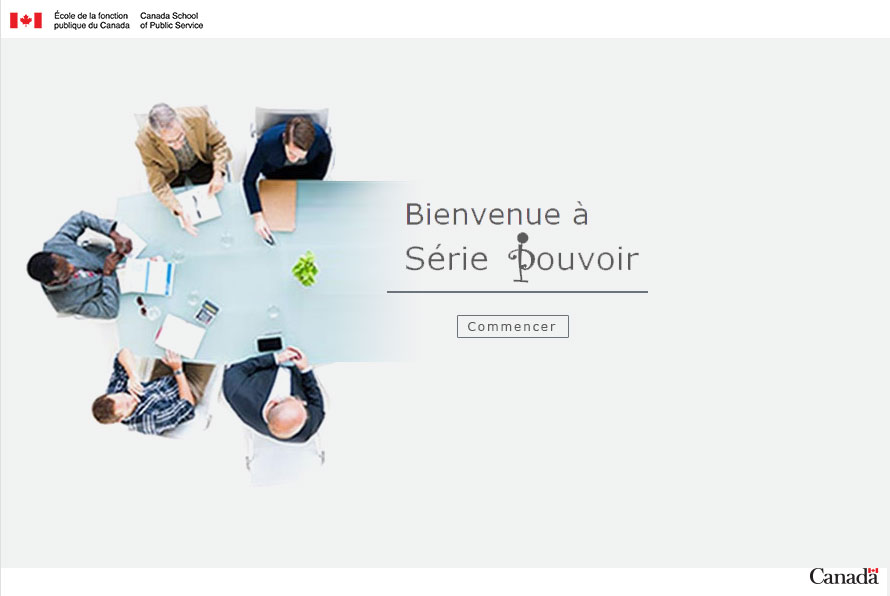 École de la fonction
publique du Canada
Canada School
of Public Service
Bienvenue à
Série Pouvoir
Commencer
Canada